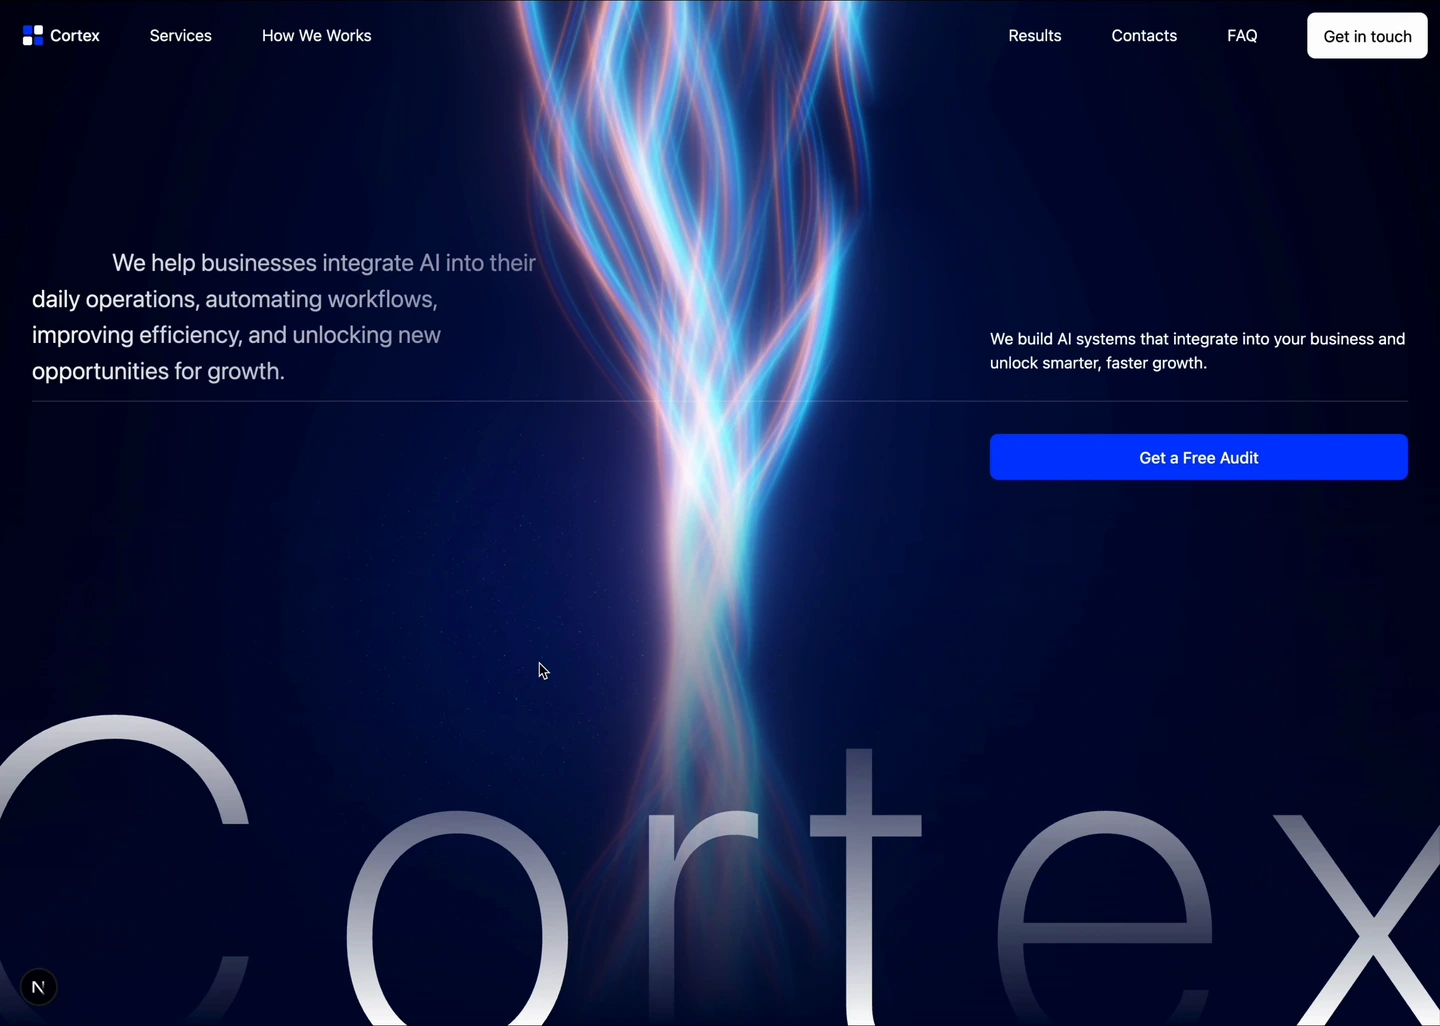 Cortex
Services
How We Works
Results
Contacts
FAQ
Get in touch
We help businesses integrate AI into their
daily operations, automating workflows,
improving efficiency, and unlocking new
opportunities for growth.
We build AI systems that integrate into your business and
unlock smarter, faster growth.
Get a Free Audit
Cortex
N